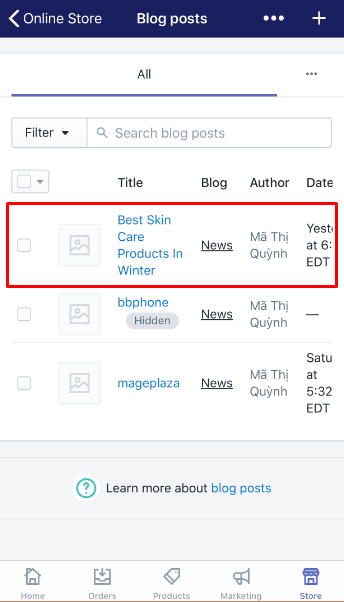 Online Store
Blog posts
All
Filter
Search blog posts
Title Blog Author Date
Best Skin
Care
Products In
Winter
News
Mã Thị
Quỳnh
Yeste
at 6:
EDT
bbphone
Hidden
News
Mã Thị
Quỳnh
—
mageplaza
News
Mã Thị
Quỳnh
Satu
at
5:32
EDT
? Learn more about blog posts
Home Orders Products Marketing Store